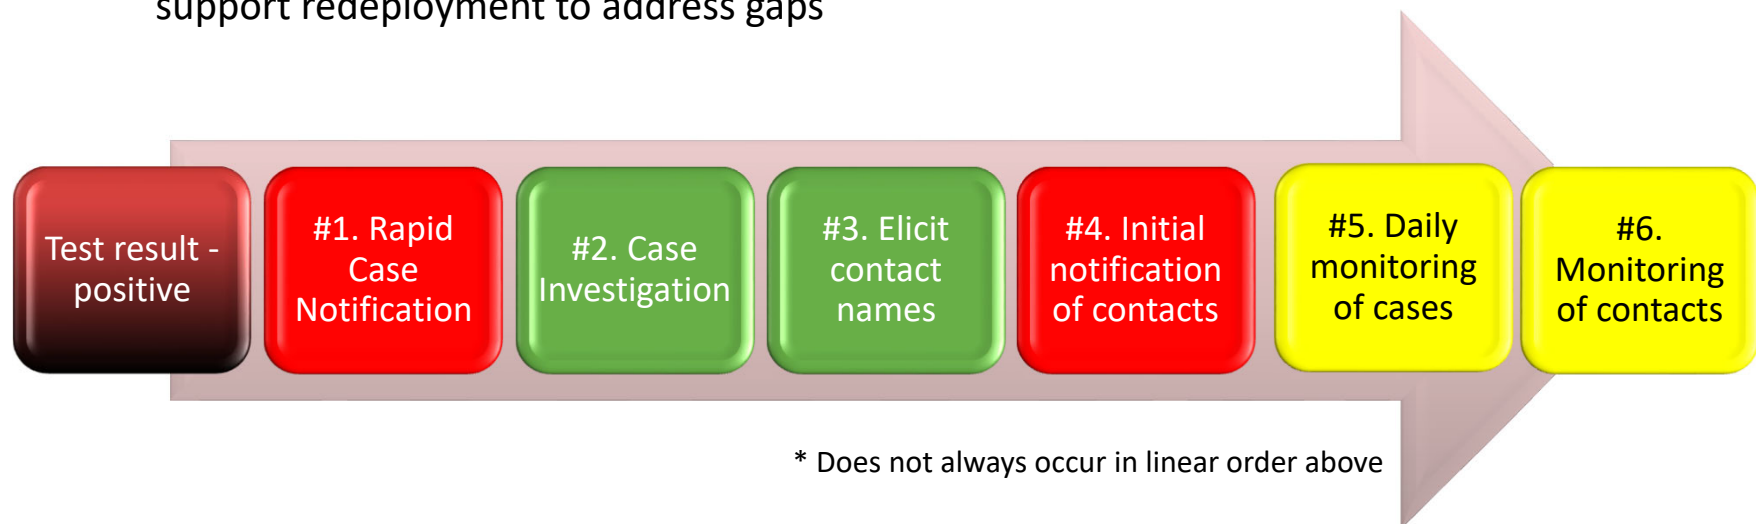 support redeployment to address gaps
Test result -
positive
#1. Rapid
Case
Notification
#2. Case
Investigation
#3. Elicit
contact
names
#4. Initial
notification
of contacts
#5. Daily
monitoring
of cases
#6.
Monitoring
of contacts
* Does not always occur in linear order above